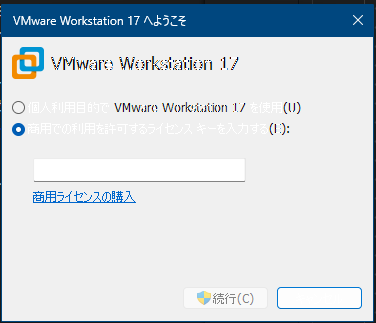 VMware Workstation 17 へようこそ
VMware Workstation 17
個人利用目的で VMware Workstation 17 を使用(U)
商用での利用を許可するライセンス キーを入力する(H):
商用ライセンスの購入
続行(C)